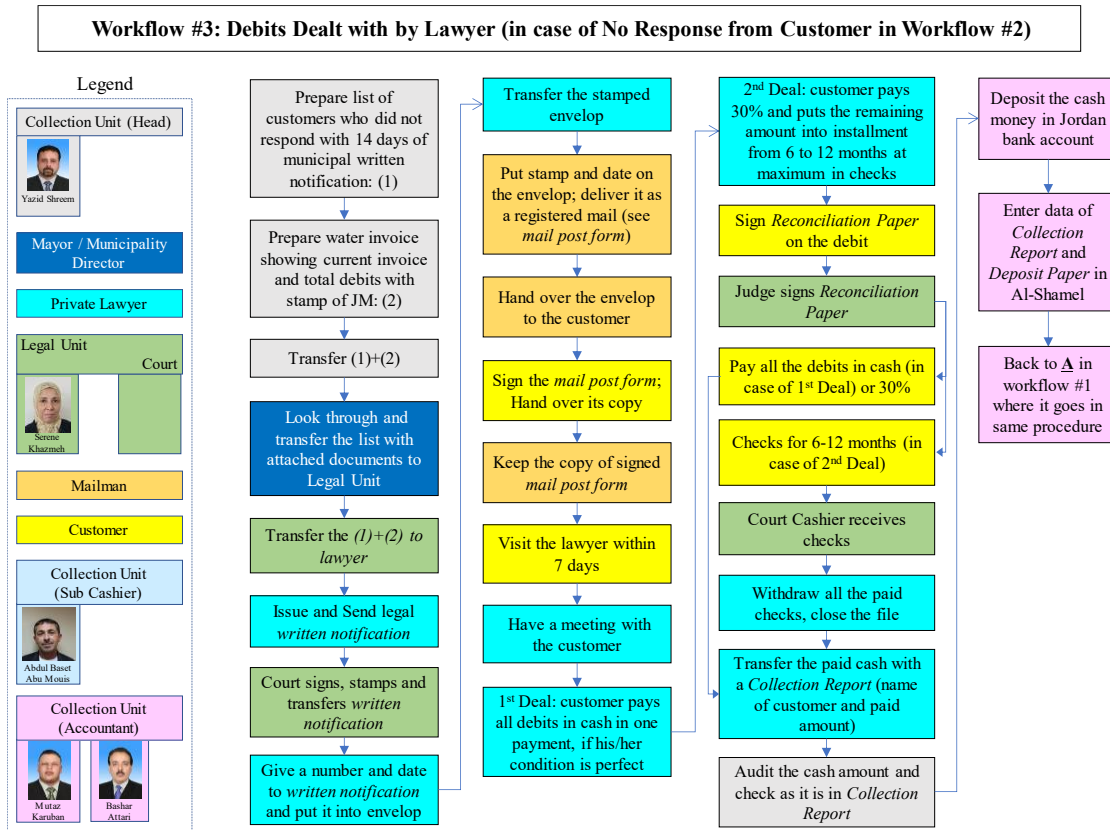 Workflow #3: Debits Dealt with by Lawyer (in case of No Response from Customer in Workflow #2)
Legend
Collection Unit (Head)
Yazid Shreem
Mayor / Municipality
Director
Private Lawyer
Legal Unit
Court
Serene
Khazmeh
Mailman
Customer
Collection Unit
(Sub Cashier)
Abdul Baset
Abu Mouis
Collection Unit
(Accountant)
Mutaz
Karuban
Bashar
Attari
Prepare list of
customers who did not
respond with 14 days of
municipal written
notification: (1)
Prepare water invoice
showing current invoice
and total debits with
stamp of JM: (2)
Transfer (1)+(2)
Look through and
transfer the list with
attached documents to
Legal Unit
Transfer the (1)+(2) to
lawyer
Issue and Send legal
written notification
Court signs, stamps and
transfers written
notification
Give a number and date
to written notification
and put it into envelop
Transfer the stamped
envelop
Put stamp and date on
the envelop; deliver it as
a registered mail (see
mail post form)
Hand over the envelop
to the customer
Sign the mail post form;
Hand over its copy
Keep the copy of signed
mail post form
Visit the lawyer within
7 days
Have a meeting with
the customer
1st Deal: customer pays
all debits in cash in one
payment, if his/her
condition is perfect
2nd Deal: customer pays
30% and puts the remaining
amount into installment
from 6 to 12 months at
maximum in checks
Sign Reconciliation Paper
on the debit
Judge signs Reconciliation
Paper
Pay all the debits in cash (in
case of 1st Deal) or 30%
Checks for 6-12 months (in
case of 2nd Deal)
Court Cashier receives
checks
Withdraw all the paid
checks, close the file
Transfer the paid cash with
a Collection Report (name
of customer and paid
amount)
Audit the cash amount and
check as it is in Collection
Report
Deposit the cash
money in Jordan
bank account
Enter data of
Collection
Report and
Deposit Paper in
Al-Shamel
Back to A in
workflow #1
where it goes in
same procedure